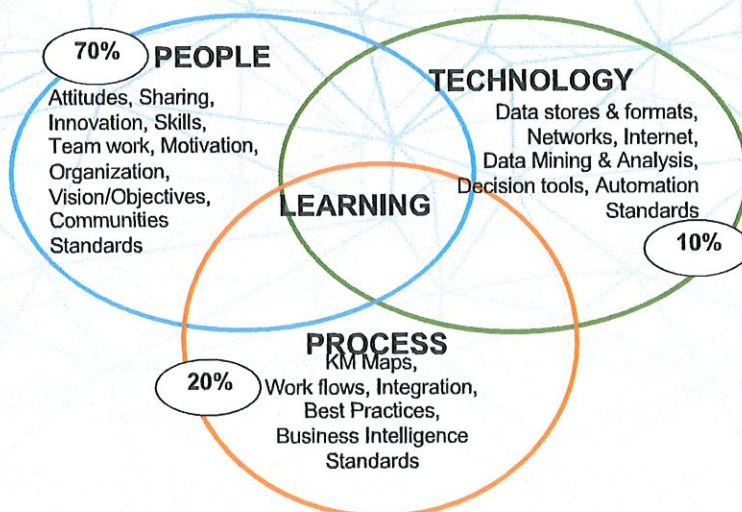 70%
PEOPLE
Attitudes, Sharing,
Innovation, Skills,
Team work, Motivation,
Organization,
Vision/Objectives,
Communities
Standards
TECHNOLOGY
Data stores & formats,
Networks, Internet,
Data Mining & Analysis,
Decision tools, Automation
Standards
10%
LEARNING
PROCESS
KM Maps,
20%
Work flows, Integration,
Best Practices,
Business Intelligence
Standards